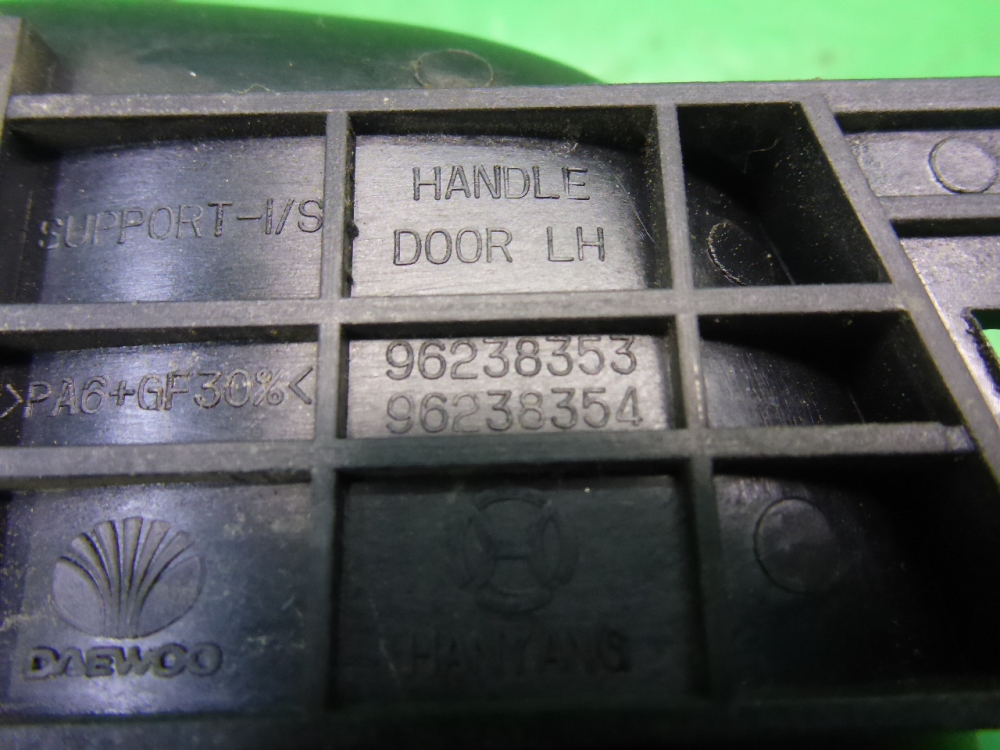 SUPPORT-I/S
HANDLE
DOOR LH
>PA6+GF30%<
96238353
96238354
DAEWOO
HANYANG